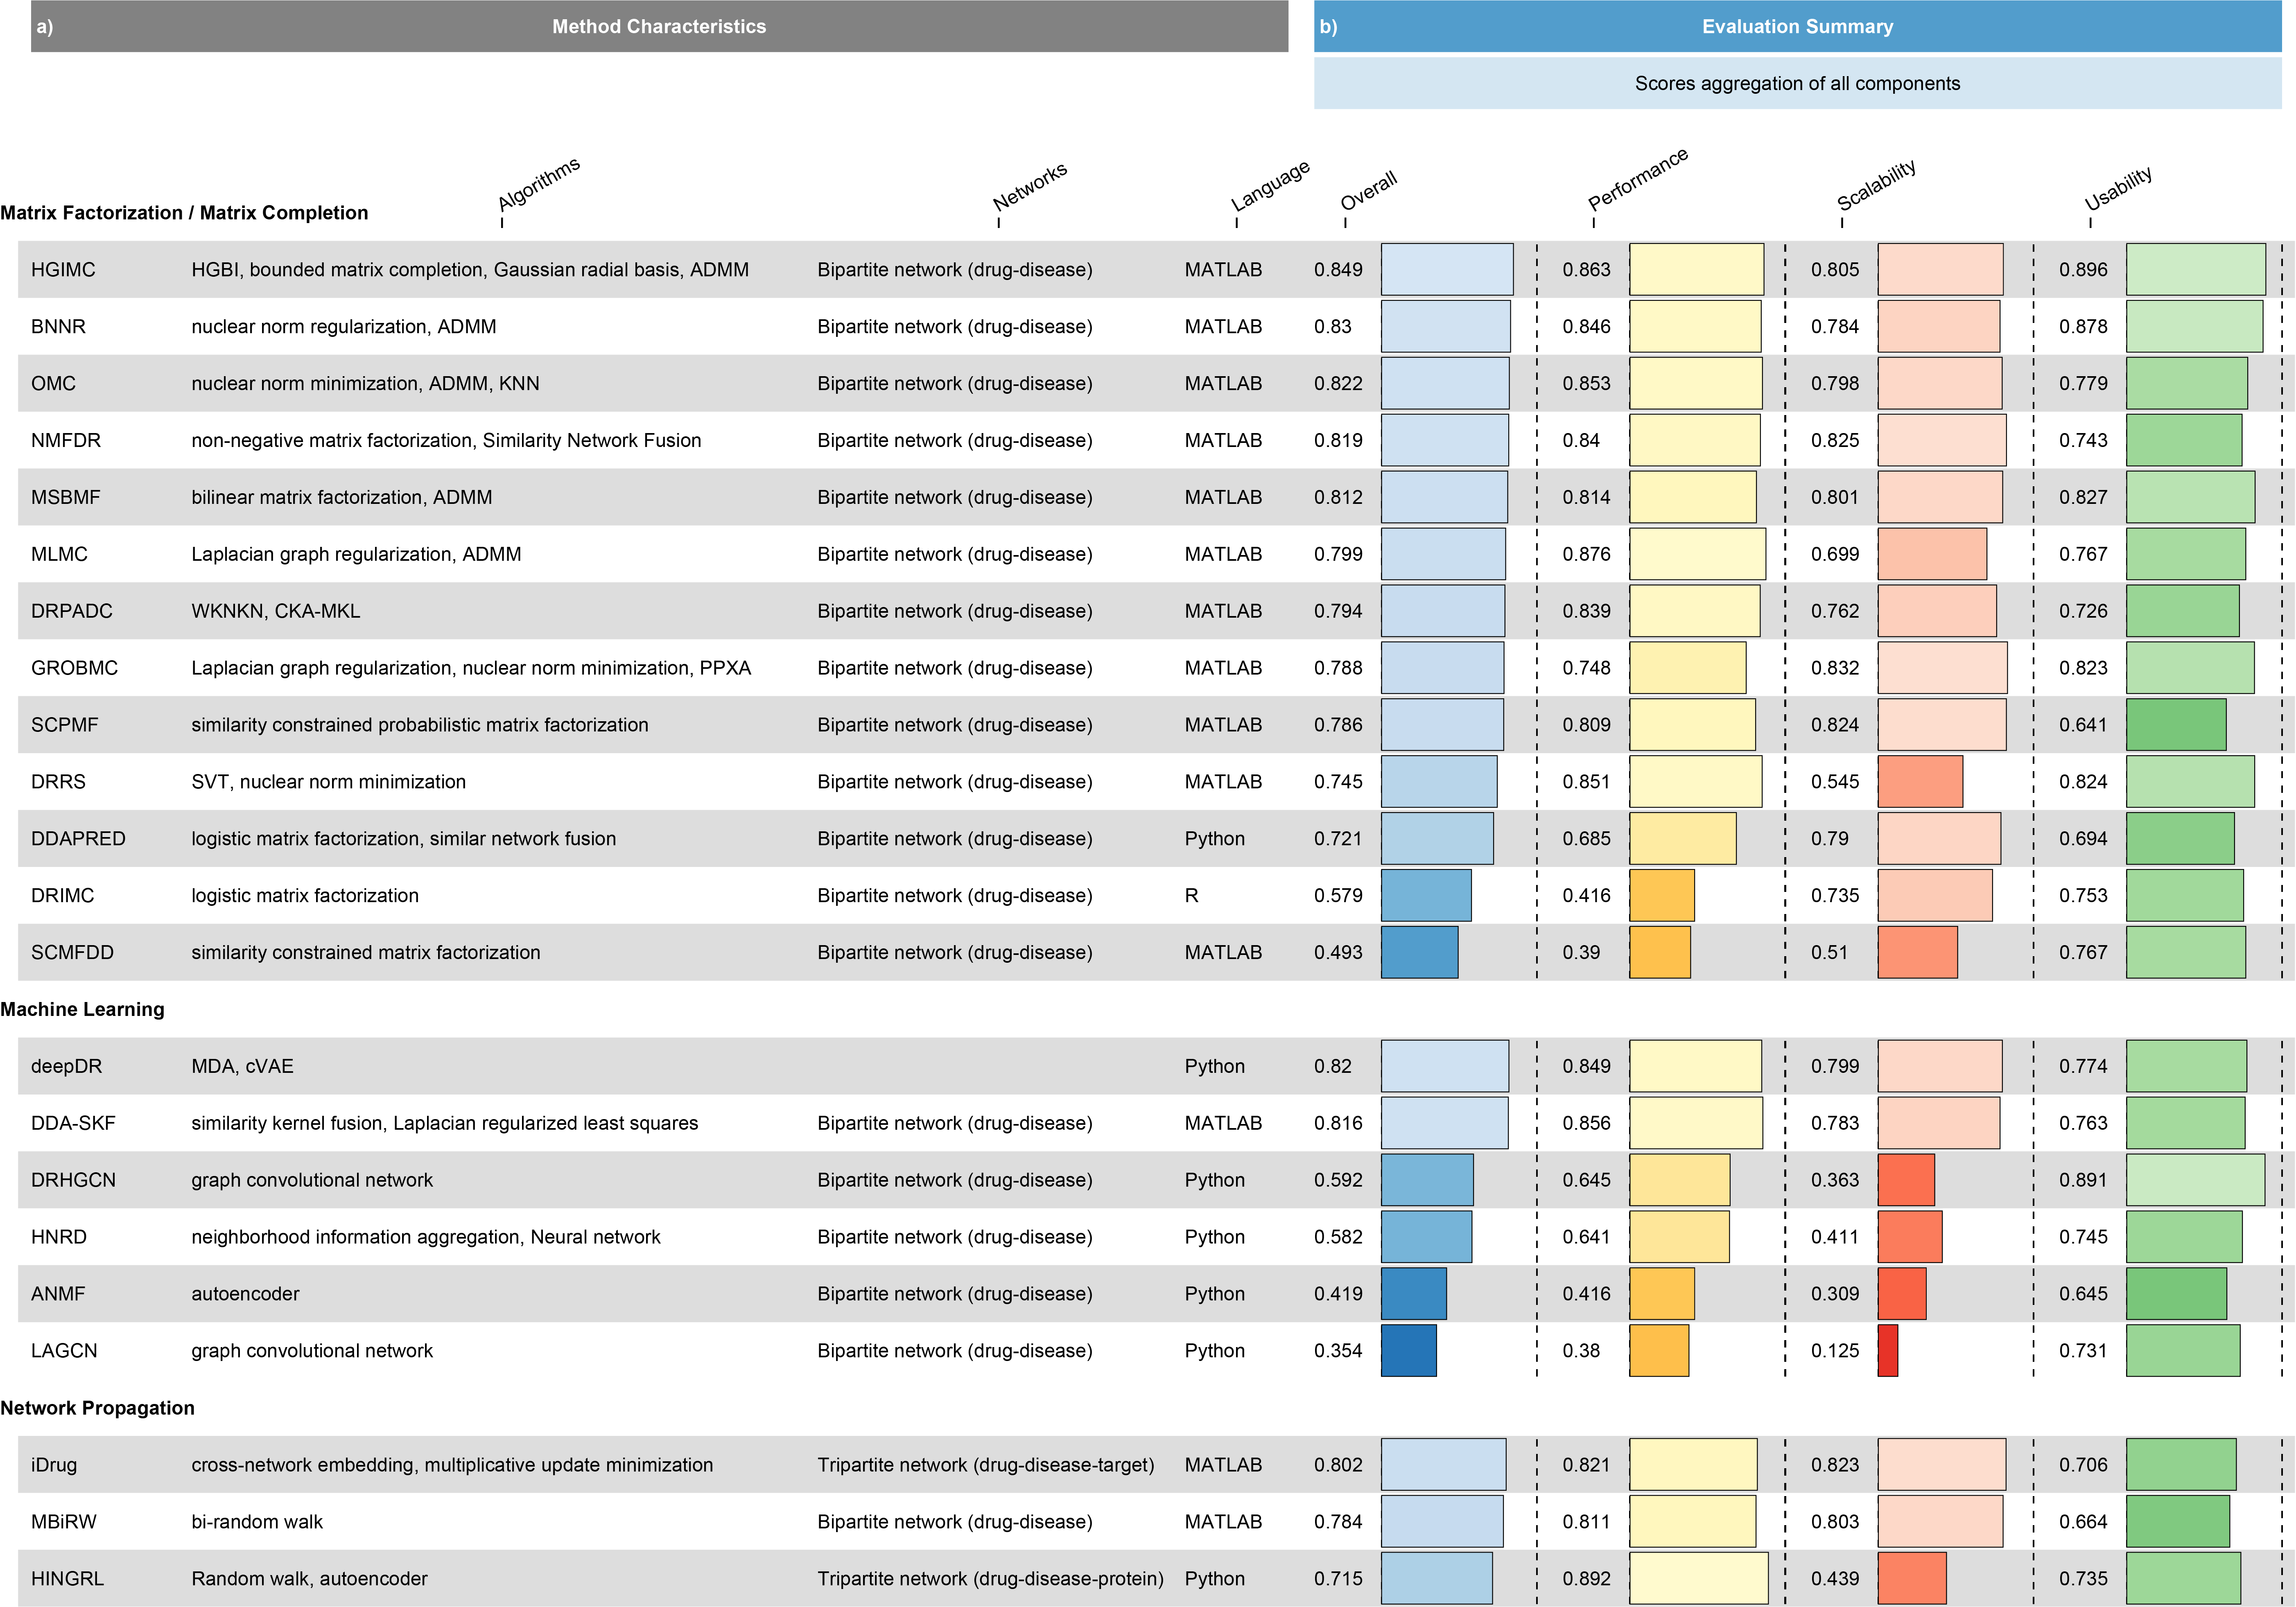 a) Method Characteristics b) Evaluation Summary
Scores aggregation of all components
Algorithms Networks Language Overall Performance Scalability Usability
Matrix Factorization / Matrix Completion
HGIMC HGBI, bounded matrix completion, Gaussian radial basis, ADMM Bipartite network (drug-disease) MATLAB 0.849 0.863 0.805 0.896
BNNR nuclear norm regularization, ADMM Bipartite network (drug-disease) MATLAB 0.83 0.846 0.784 0.878
OMC nuclear norm minimization, ADMM, KNN Bipartite network (drug-disease) MATLAB 0.822 0.853 0.798 0.779
NMFDR non-negative matrix factorization, Similarity Network Fusion Bipartite network (drug-disease) MATLAB 0.819 0.84 0.825 0.743
MSBMF bilinear matrix factorization, ADMM Bipartite network (drug-disease) MATLAB 0.812 0.814 0.801 0.827
MLMC Laplacian graph regularization, ADMM Bipartite network (drug-disease) MATLAB 0.799 0.876 0.699 0.767
DRPADC WKNKN, CKA-MKL Bipartite network (drug-disease) MATLAB 0.794 0.839 0.762 0.726
GROBMC Laplacian graph regularization, nuclear norm minimization, PPXA Bipartite network (drug-disease) MATLAB 0.788 0.748 0.832 0.823
SCPMF similarity constrained probabilistic matrix factorization Bipartite network (drug-disease) MATLAB 0.786 0.809 0.824 0.641
DRRS SVT, nuclear norm minimization Bipartite network (drug-disease) MATLAB 0.745 0.851 0.545 0.824
DDAPRED logistic matrix factorization, similar network fusion Bipartite network (drug-disease) Python 0.721 0.685 0.79 0.694
DRIMC logistic matrix factorization Bipartite network (drug-disease) R 0.579 0.416 0.735 0.753
SCMFDD similarity constrained matrix factorization Bipartite network (drug-disease) MATLAB 0.493 0.39 0.51 0.767
Machine Learning
deepDR MDA, cVAE Python 0.82 0.849 0.799 0.774
DDA-SKF similarity kernel fusion, Laplacian regularized least squares Bipartite network (drug-disease) MATLAB 0.816 0.856 0.783 0.763
DRHGCN graph convolutional network Bipartite network (drug-disease) Python 0.592 0.645 0.363 0.891
HNRD neighborhood information aggregation, Neural network Bipartite network (drug-disease) Python 0.582 0.641 0.411 0.745
ANMF autoencoder Bipartite network (drug-disease) Python 0.419 0.416 0.309 0.645
LAGCN graph convolutional network Bipartite network (drug-disease) Python 0.354 0.38 0.125 0.731
Network Propagation
iDrug cross-network embedding, multiplicative update minimization Tripartite network (drug-disease-target) MATLAB 0.802 0.821 0.823 0.706
MBiRW bi-random walk Bipartite network (drug-disease) MATLAB 0.784 0.811 0.803 0.664
HINGRL Random walk, autoencoder Tripartite network (drug-disease-protein) Python 0.715 0.892 0.439 0.735